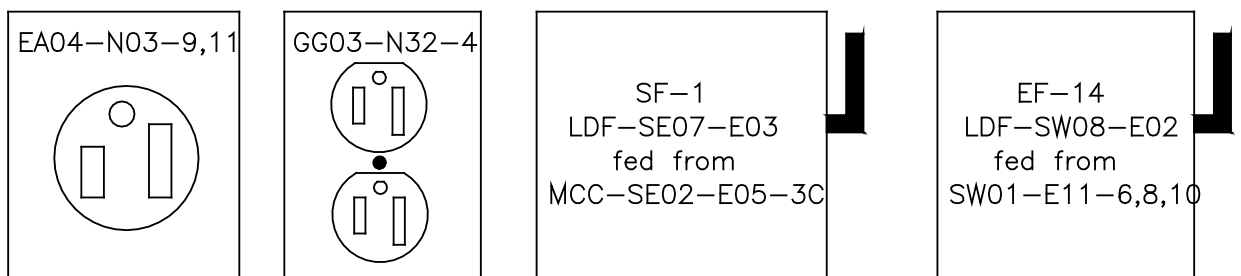 EA04-N03-9,11
GG03-N32-4
SF-1
LDF-SE07-E03
fed from
MCC-SE02-E05-3C
EF-14
LDF-SW08-E02
fed from
SW01-E11-6,8,10